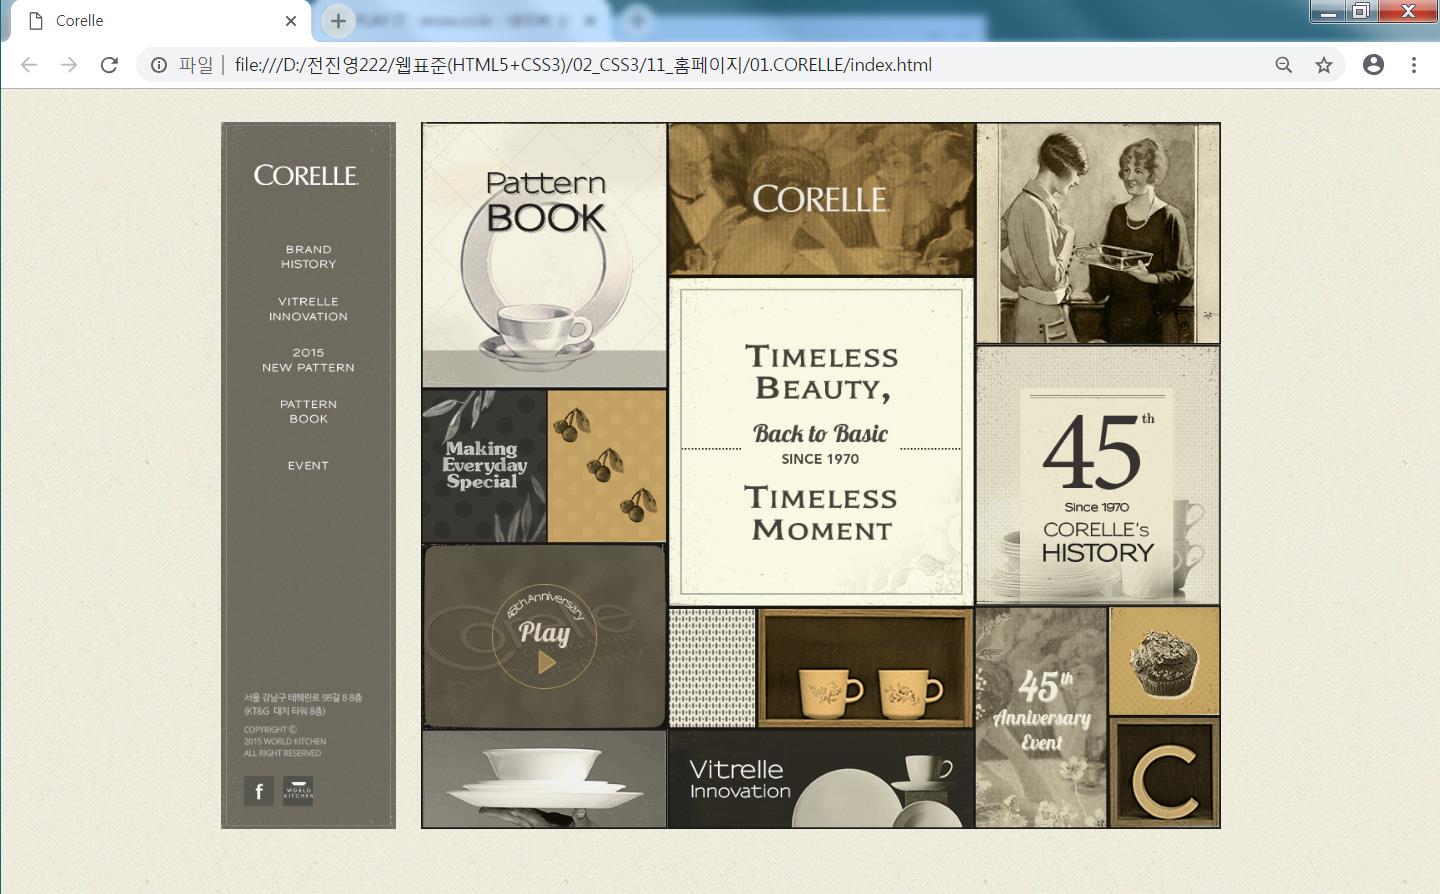 Corelle
파일 | file:///D:/전진영222/웹표준(HTML5+CSS3)/02_CSS3/11_홈페이지/01.CORELLE/index.html
CORELLE
BRAND
HISTORY
VITRELLE
INNOVATION
2015
NEW PATTERN
PATTERN
BOOK
EVENT
서울 강남구 테헤란로 98길 8 8층
(KT&G 대치 타워 8층)
COPYRIGHT ©
2015 WORLD KITCHEN
ALL RIGHT RESERVED
f
WORLD
KITCHEN
Pattern
BOOK
CORELLE
Making
Everyday
Special
TIMELESS
BEAUTY,
Back to Basic
SINCE 1970
TIMELESS
MOMENT
45th
Since 1970
CORELLE's
HISTORY
45th Anniversary
Play
Vitrelle
Innovation
45th
Anniversary
Event
C